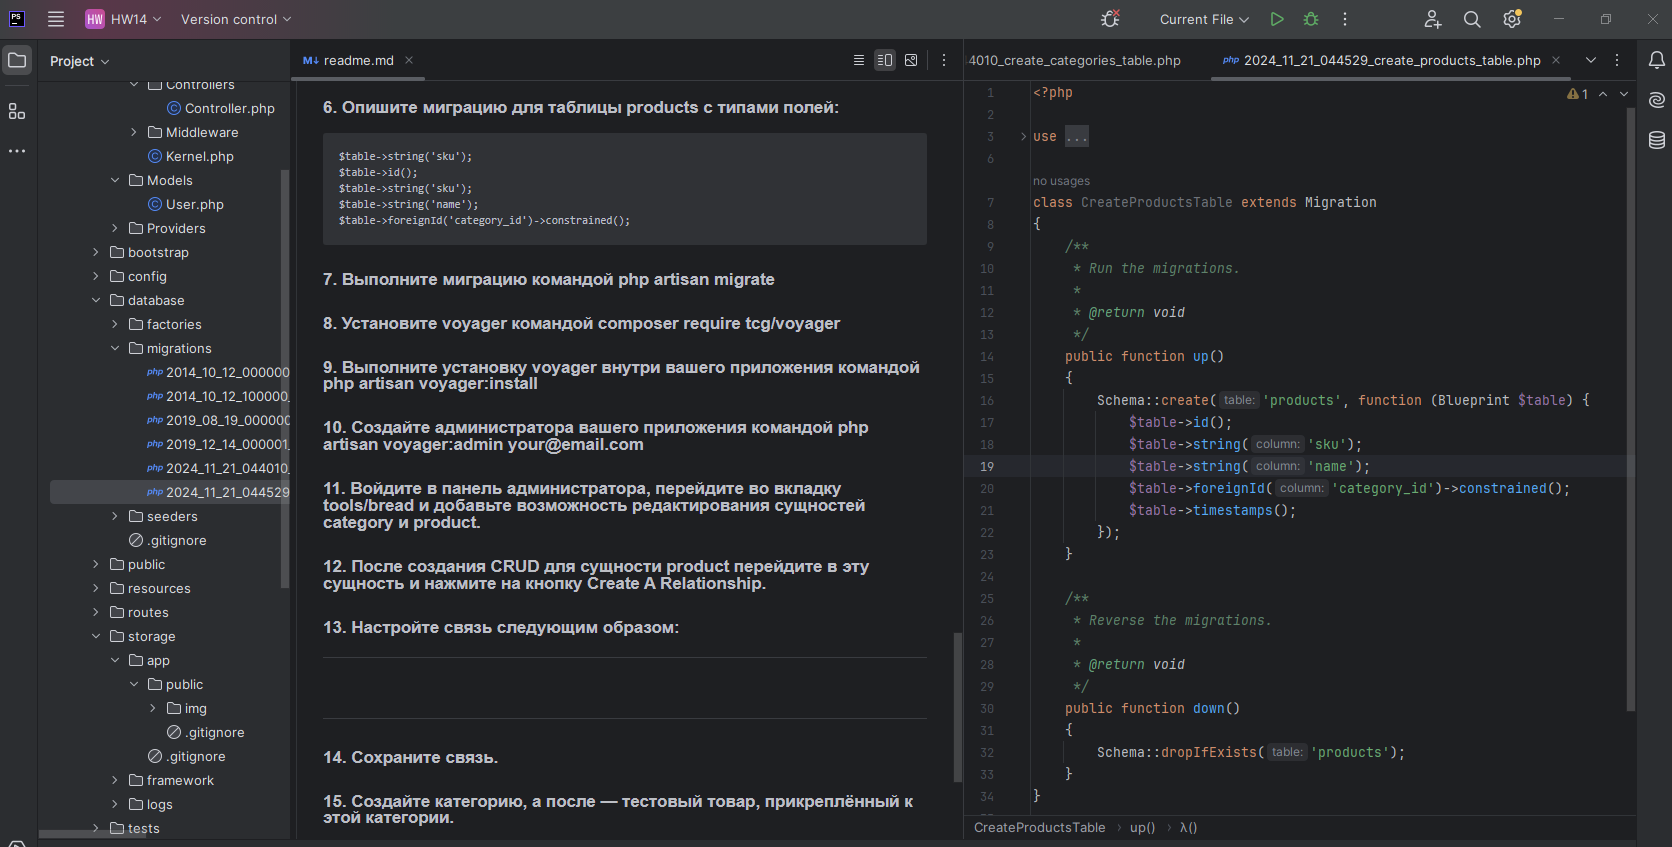 PS
HW HW14
Version control
Current File
Project
Controllers
Controller.php
Middleware
Kernel.php
Models
User.php
Providers
bootstrap
config
database
factories
migrations
php 2014_10_12_000000
php 2014_10_12_100000_
php 2019_08_19_000000
php 2019_12_14_000001_
php 2024_11_21_044010_
php 2024_11_21_044529
seeders
.gitignore
public
resources
routes
storage
app
public
img
.gitignore
.gitignore
framework
logs
tests
M↓ readme.md
6. Опишите миграцию для таблицы products с типами полей:
$table->string('sku');
$table->id();
$table->string('sku');
$table->string('name');
$table->foreignId('category_id')->constrained();
7. Выполните миграцию командой php artisan migrate
8. Установите voyager командой composer require tcg/voyager
9. Выполните установку voyager внутри вашего приложения командой
php artisan voyager:install
10. Создайте администратора вашего приложения командой php
artisan voyager:admin your@email.com
11. Войдите в панель администратора, перейдите во вкладку
tools/bread и добавьте возможность редактирования сущностей
category и product.
12. После создания CRUD для сущности product перейдите в эту
сущность и нажмите на кнопку Create A Relationship.
13. Настройте связь следующим образом:
14. Сохраните связь.
15. Создайте категорию, а после — тестовый товар, прикреплённый к
этой категории.
4010_create_categories_table.php
php 2024_11_21_044529_create_products_table.php
1 <?php
1
2
3 use ...
6
no usages
7 class CreateProductsTable extends Migration
8 {
9 /**
10 * Run the migrations.
11 *
12 * @return void
13 */
14 public function up()
15 {
16 Schema::create( table: 'products', function (Blueprint $table) {
17 $table->id();
18 $table->string( column: 'sku');
19 $table->string( column: 'name');
20 $table->foreignId( column: 'category_id')->constrained();
21 $table->timestamps();
22 });
23 }
24
25 /**
26 * Reverse the migrations.
27 *
28 * @return void
29 */
30 public function down()
31 {
32 Schema::dropIfExists( table: 'products');
33 }
34 }
CreateProductsTable › up() › λ()